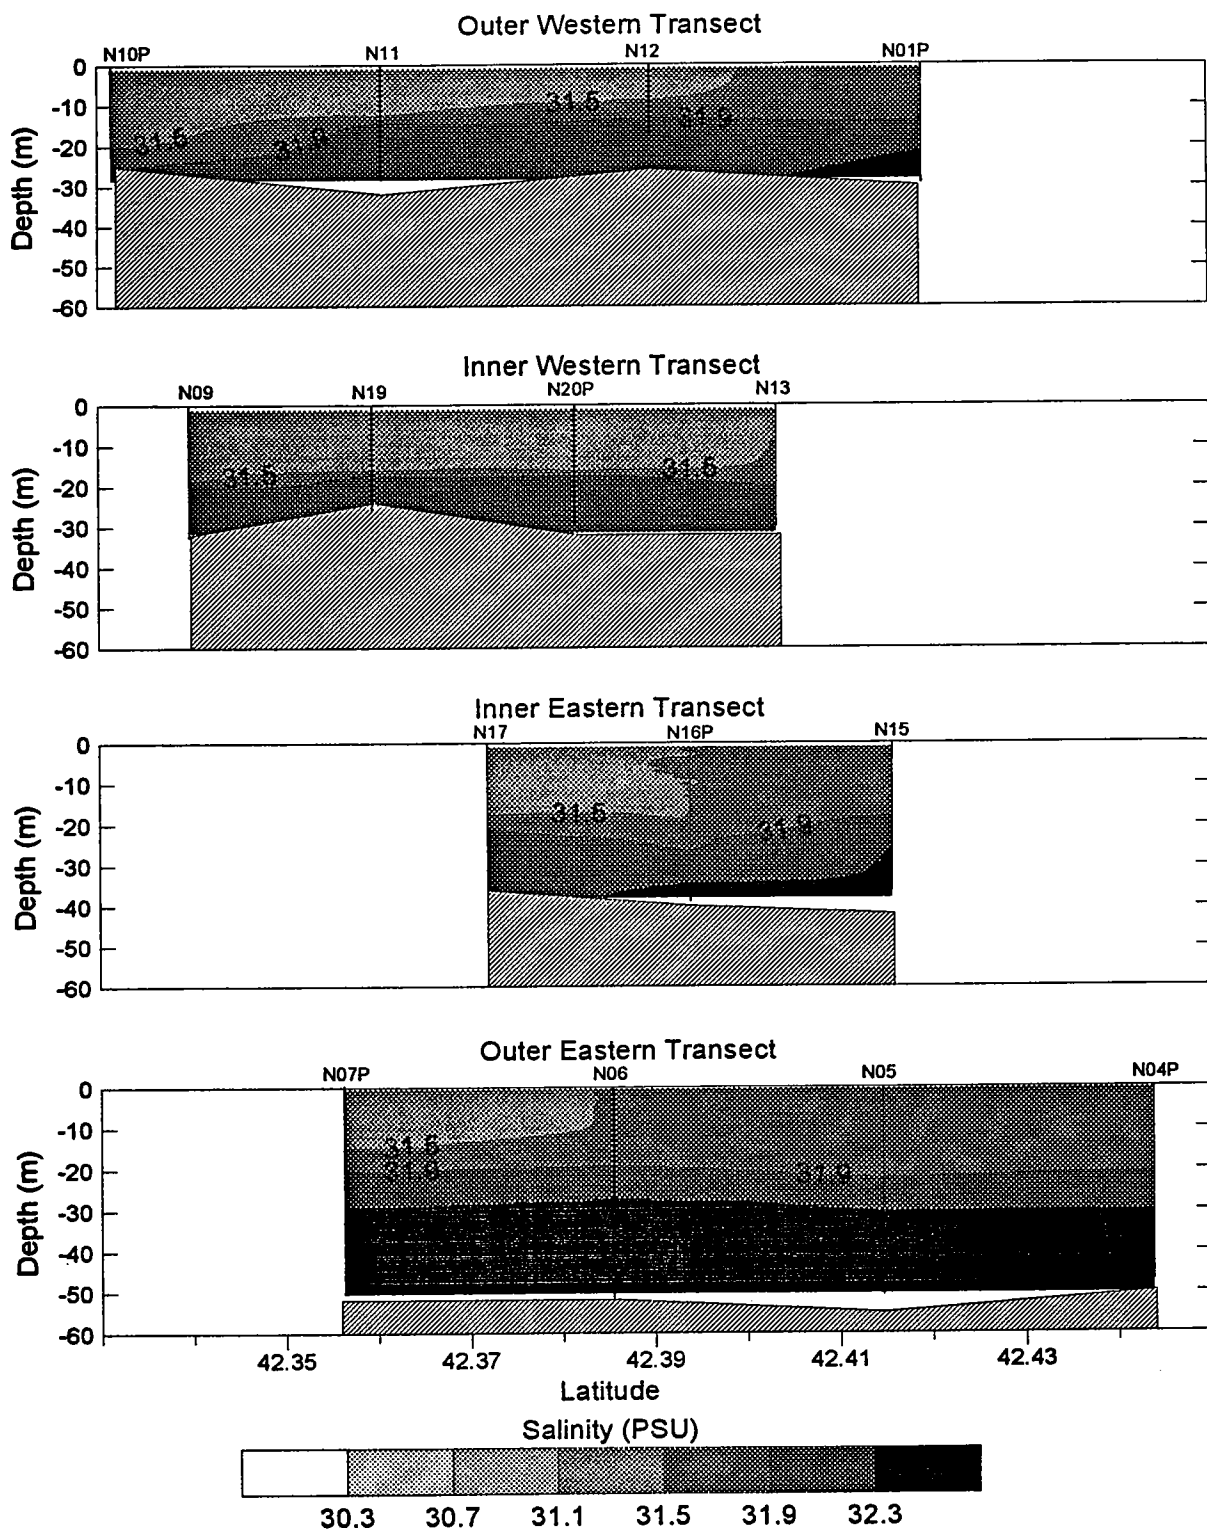 Outer Western Transect
N10P N11 N12 N01P
0
-10
-20
-30
-40
-50
-60
Depth (m)
31.5 31.9 31.5 31.9
Inner Western Transect
N09 N19 N20P N13
0
-10
-20
-30
-40
-50
-60
Depth (m)
31.5 31.5
Inner Eastern Transect
N17 N16P N15
0
-10
-20
-30
-40
-50
-60
Depth (m)
31.5 31.9
Outer Eastern Transect
N07P N06 N05 N04P
0
-10
-20
-30
-40
-50
-60
Depth (m)
31.5
31.9 31.9
42.35 42.37 42.39 42.41 42.43
Latitude
Salinity (PSU)
30.3 30.7 31.1 31.5 31.9 32.3